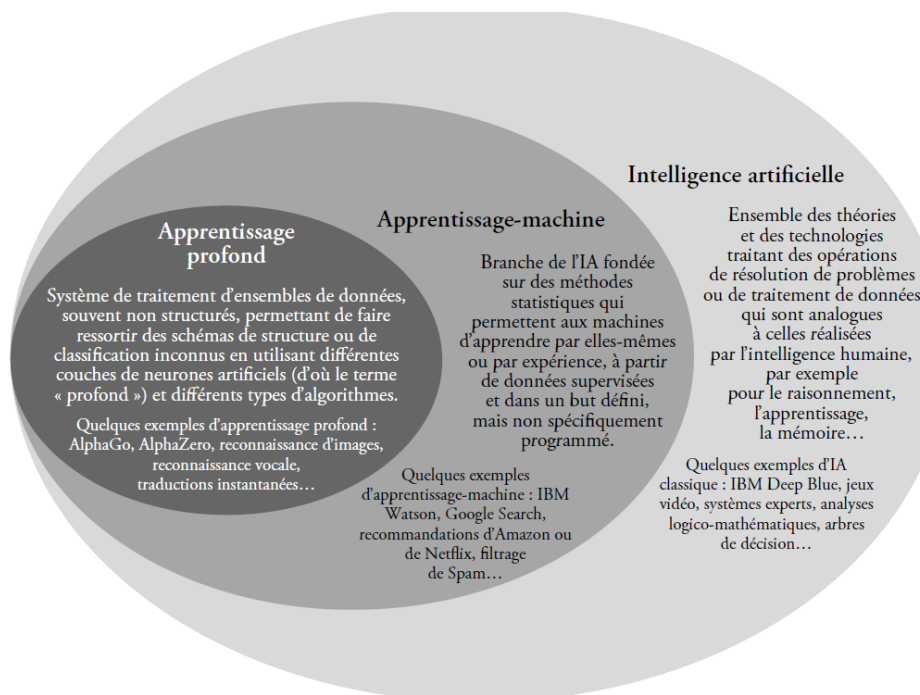 Intelligence artificielle
Ensemble des théories
et des technologies
traitant des opérations
de résolution de problèmes
ou de traitement de données
qui sont analogues
à celles réalisées
par l'intelligence humaine,
par exemple
pour le raisonnement,
l'apprentissage,
la mémoire…
Quelques exemples d'IA
classique : IBM Deep Blue, jeux
vidéo, systèmes experts, analyses
logico-mathématiques, arbres
de décision…
Apprentissage-machine
Branche de l'IA fondée
sur des méthodes
statistiques qui
permettent aux machines
d'apprendre par elles-mêmes
ou par expérience, à partir
de données supervisées
et dans un but défini,
mais non spécifiquement
programmé.
Quelques exemples
d'apprentissage-machine : IBM
Watson, Google Search,
recommandations d'Amazon ou
de Netflix, filtrage
de Spam…
Apprentissage
profond
Système de traitement d'ensembles de données,
souvent non structurés, permettant de faire
ressortir des schémas de structure ou de
classification inconnus en utilisant différentes
couches de neurones artificiels (d'où le terme
« profond ») et différents types d'algorithmes.
Quelques exemples d'apprentissage profond :
AlphaGo, AlphaZero, reconnaissance d'images,
reconnaissance vocale,
traductions instantanées…